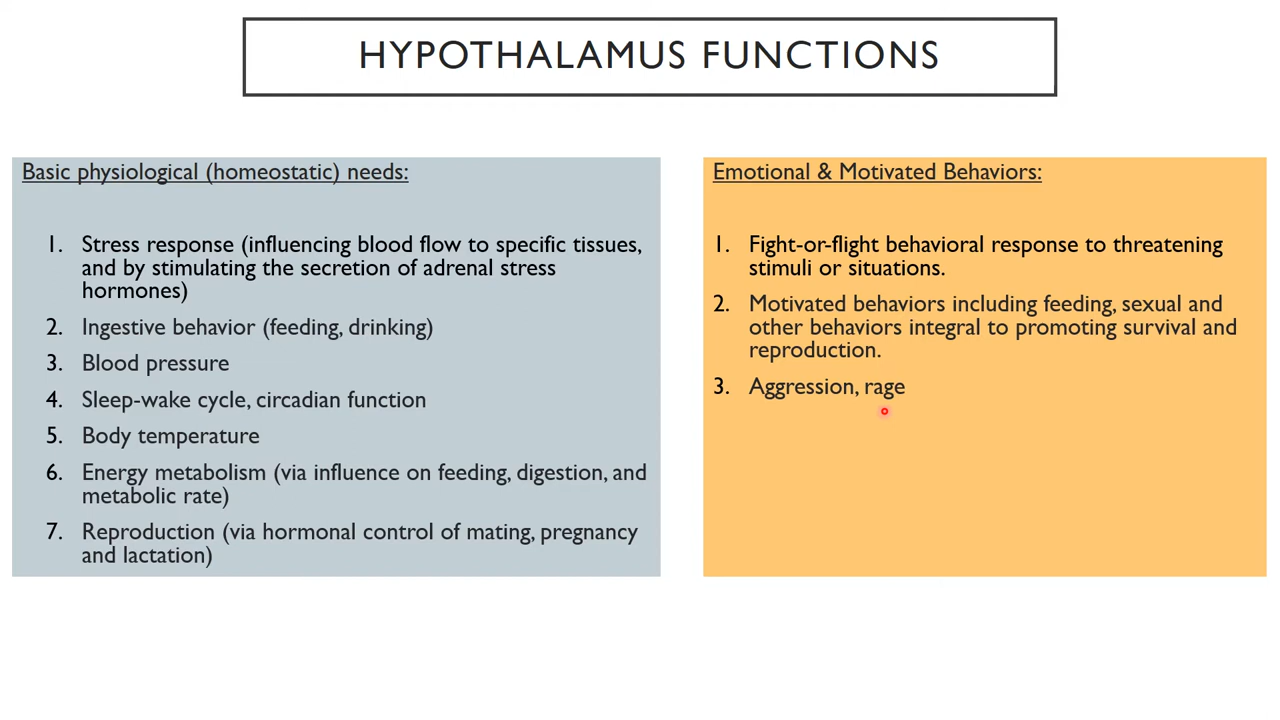 HYPOTHALAMUS FUNCTIONS
Basic physiological (homeostatic) needs:
1. Stress response (influencing blood flow to specific tissues,
and by stimulating the secretion of adrenal stress
hormones)
2. Ingestive behavior (feeding, drinking)
3. Blood pressure
4. Sleep-wake cycle, circadian function
5. Body temperature
6. Energy metabolism (via influence on feeding, digestion, and
metabolic rate)
7. Reproduction (via hormonal control of mating, pregnancy
and lactation)
Emotional & Motivated Behaviors:
1. Fight-or-flight behavioral response to threatening
stimuli or situations.
2. Motivated behaviors including feeding, sexual and
other behaviors integral to promoting survival and
reproduction.
3. Aggression, rage